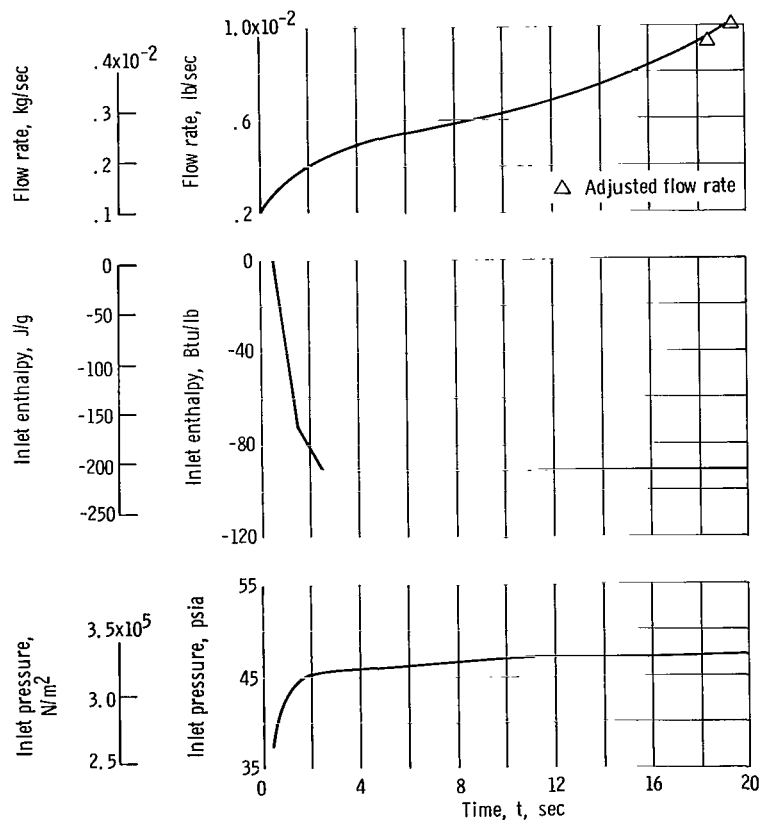 Flow rate, kg/sec
.4x10-2
.3
.2
.1
Flow rate, lb/sec
1.0x10-2
.6
.2
△ Adjusted flow rate
Inlet enthalpy, J/g
0
-50
-100
-150
-200
-250
Inlet enthalpy, Btu/lb
0
-40
-80
-120
Inlet pressure,
N/m2
3.5x105
3.0
2.5
Inlet pressure, psia
55
45
35
0
4
8
12
16
20
Time, t, sec